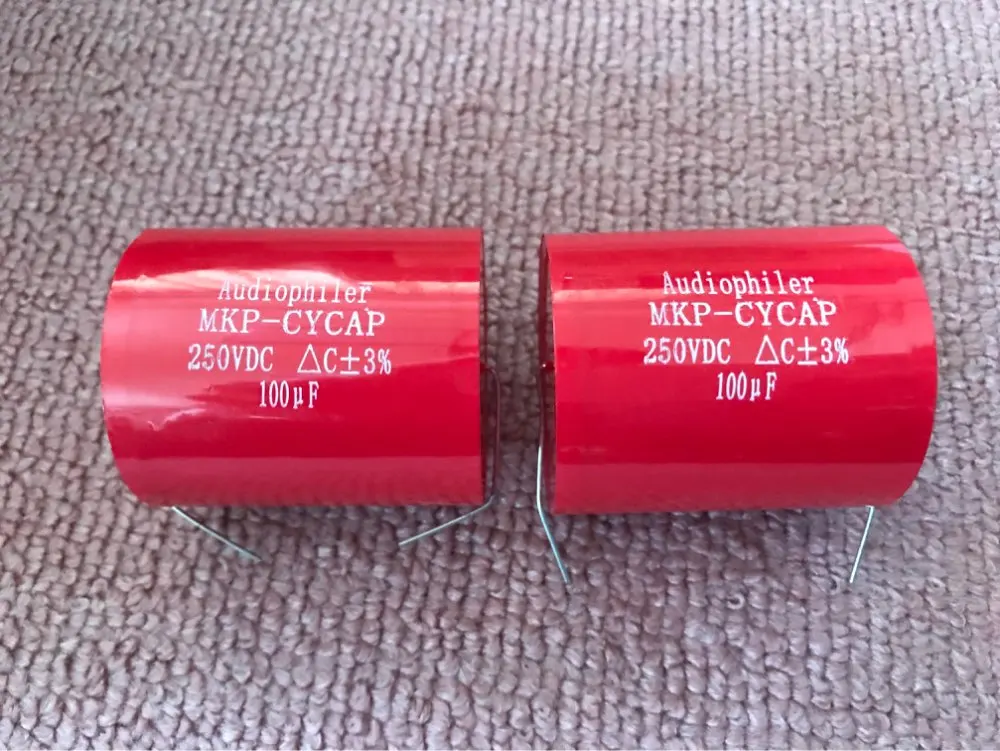 Audiophiler
MKP-CYCAP
250VDC △C±3%
100μF
Audiophiler
MKP-CYCAP
250VDC △C±3%
100μF